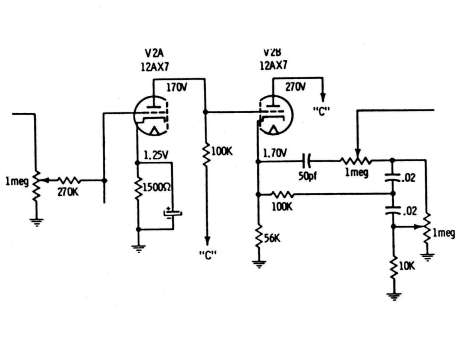 V2A
12AX7
V2B
12AX7
170V
270V
"C"
1.25V
100K
1.70V
50pf
1meg
.02
1meg
270K
1500Ω
+
-
100K
.02
1meg
56K
10K
"C"